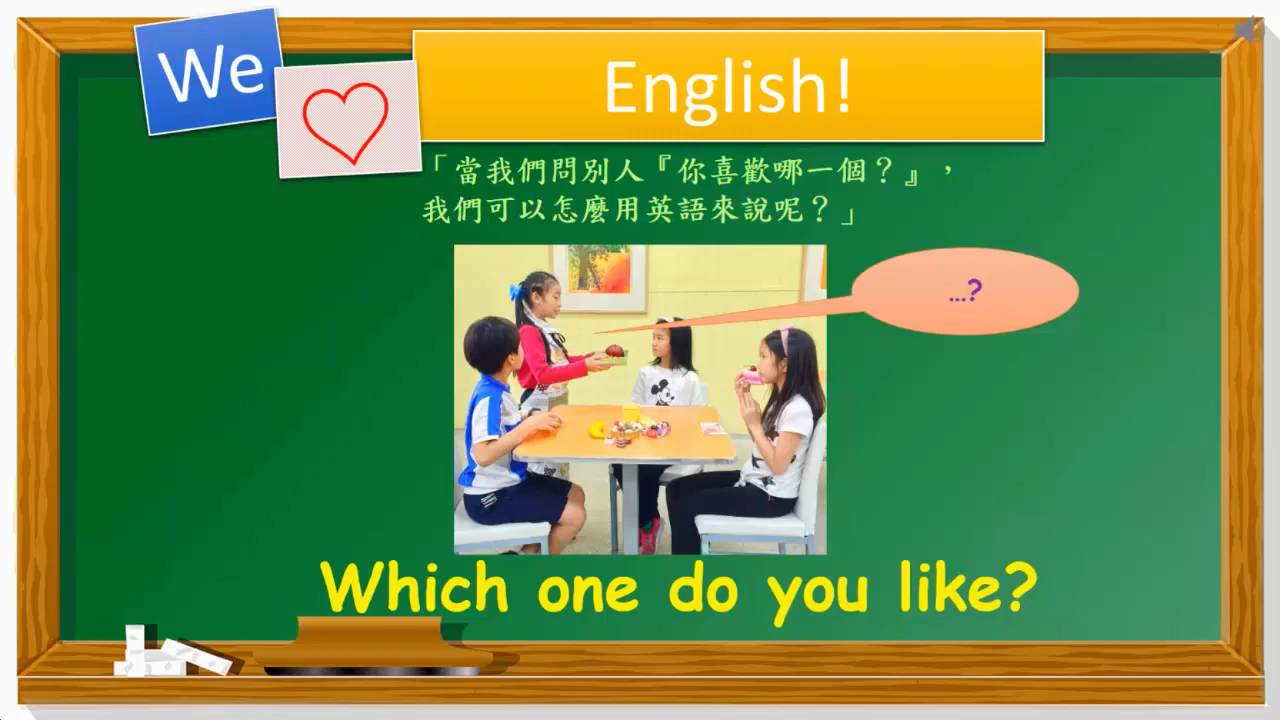 We
English!
「當我們問別人『你喜歡哪一個？』，
我們可以怎麼用英語來說呢？」
…?
Which one do you like?